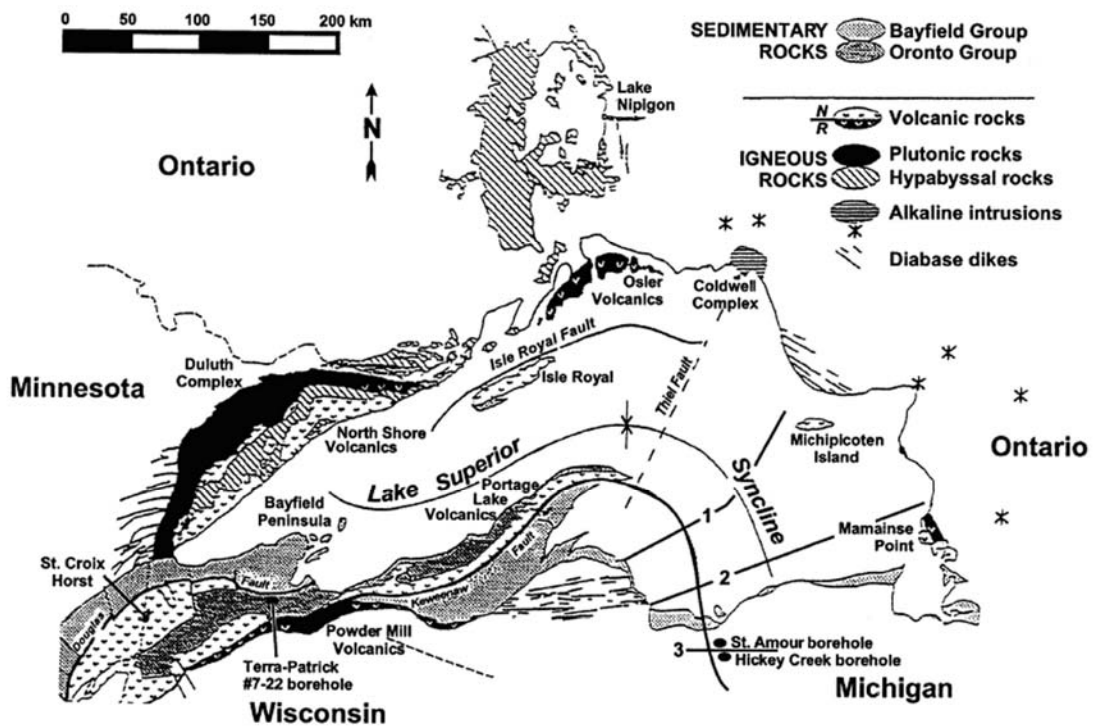 0 50 100 150 200 km
SEDIMENTARY
ROCKS
Bayfield Group
Oronto Group
N
R
Volcanic rocks
IGNEOUS
ROCKS
Plutonic rocks
Hypabyssal rocks
Alkaline intrusions
Diabase dikes
N
Ontario
Lake
Nipigon
Osler
Volcanics
Coldwell
Complex
Isle Royal Fault
Isle Royal
Thiel Fault
Duluth
Complex
Minnesota
North Shore
Volcanics
Michipicoten
Island
Ontario
Lake Superior
Syncline
Portage
Lake
Volcanics
Bayfield
Peninsula
1
Mamainse
Point
2
St. Croix
Horst
Fault
Douglas
Keweenaw
Fault
Powder Mill
Volcanics
Terra-Patrick
#7-22 borehole
3
St. Amour borehole
Hickey Creek borehole
Michigan
Wisconsin